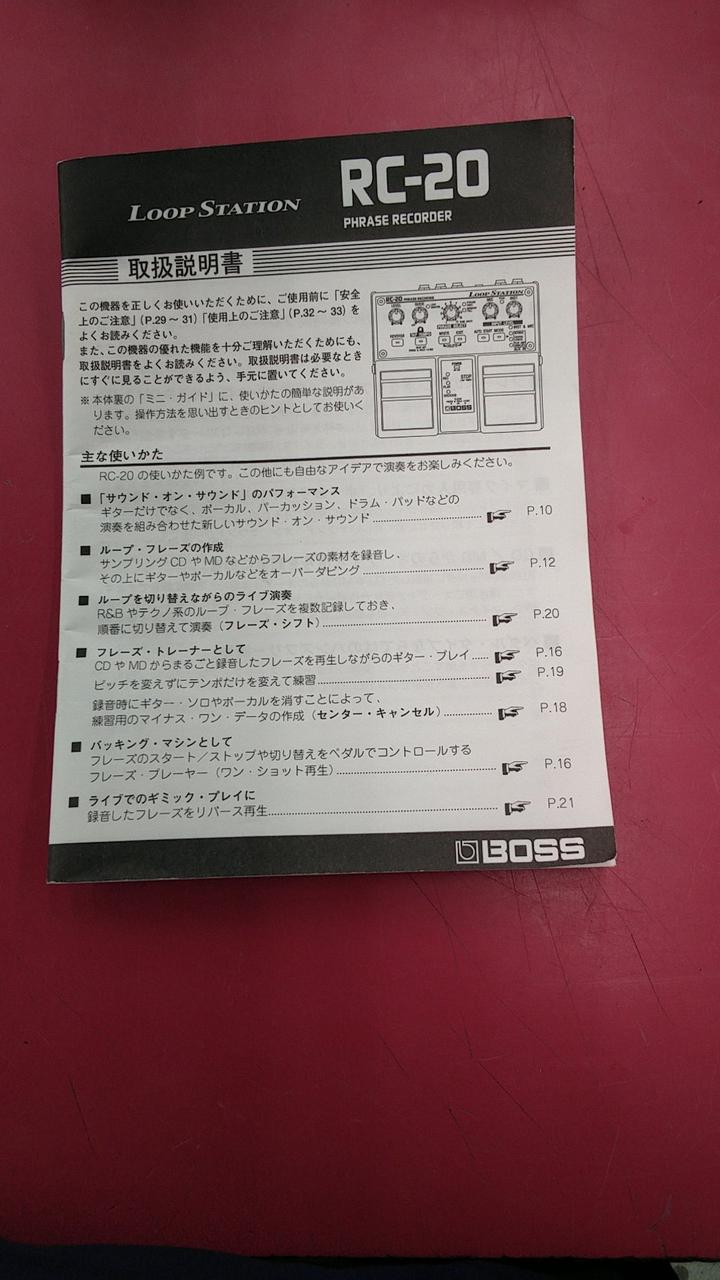 LOOP STATION
RC-20
PHRASE RECORDER
取扱説明書
この機器を正しくお使いいただくために、ご使用前に「安全
上のご注意」（P.29 〜 31）「使用上のご注意」（P.32 〜 33）を
よくお読みください。
また、この機器の優れた機能を十分ご理解いただくためにも、
取扱説明書をよくお読みください。取扱説明書は必要なとき
にすぐに見ることができるよう、手元に置いてください。
※ 本体裏の「ミニ・ガイド」に、使いかたの簡単な説明があ
ります。操作方法を思い出すときのヒントとしてお使いく
ださい。
RC-20 PHRASE RECORDER
LOOP STATION
BOSS
主な使いかた
RC-20 の使いかた例です。この他にも自由なアイデアで演奏をお楽しみください。
■ 「サウンド・オン・サウンド」のパフォーマンス
ギターだけでなく、ボーカル、パーカッション、ドラム・パッドなどの
演奏を組み合わせた新しいサウンド・オン・サウンド ........ P.10
■ ループ・フレーズの作成
サンプリング CD や MD などからフレーズの素材を録音し、
その上にギターやボーカルなどをオーバーダビング ........ P.12
■ ループを切り替えながらのライブ演奏
R&B やテクノ系のループ・フレーズを複数記録しておき、
順番に切り替えて演奏（フレーズ・シフト） ........ P.20
■ フレーズ・トレーナーとして
CD や MD からまるごと録音したフレーズを再生しながらのギター・プレイ ..... P.16
ピッチを変えずにテンポだけを変えて練習 ........ P.19
録音時にギター・ソロやボーカルを消すことによって、
練習用のマイナス・ワン・データの作成（センター・キャンセル） ........ P.18
■ バッキング・マシンとして
フレーズのスタート／ストップや切り替えをペダルでコントロールする
フレーズ・プレーヤー（ワン・ショット再生） ........ P.16
■ ライブでのギミック・プレイに
録音したフレーズをリバース再生 ........ P.21
BOSS